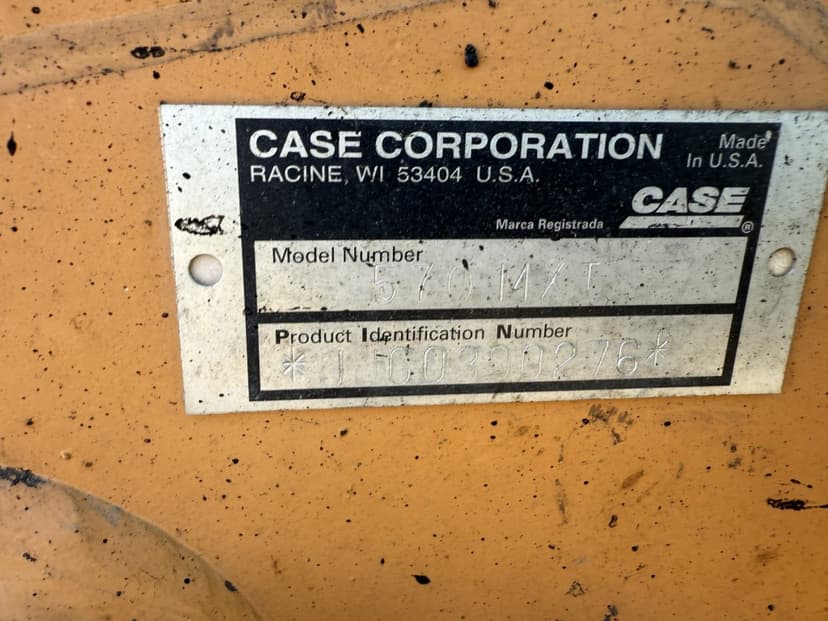 CASE CORPORATION
RACINE, WI 53404 U.S.A.
Made
In U.S.A.
CASE
®
Marca Registrada
Model Number
570 MXT
Product Identification Number